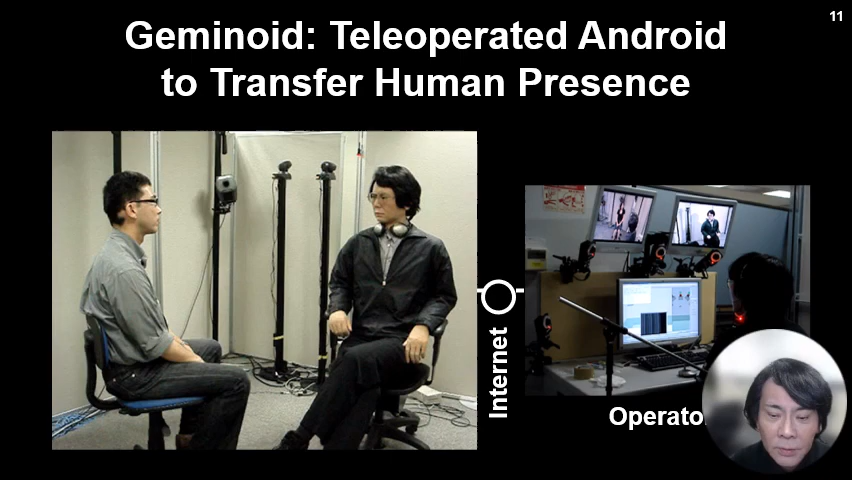 11
Geminoid: Teleoperated Android
to Transfer Human Presence
Internet